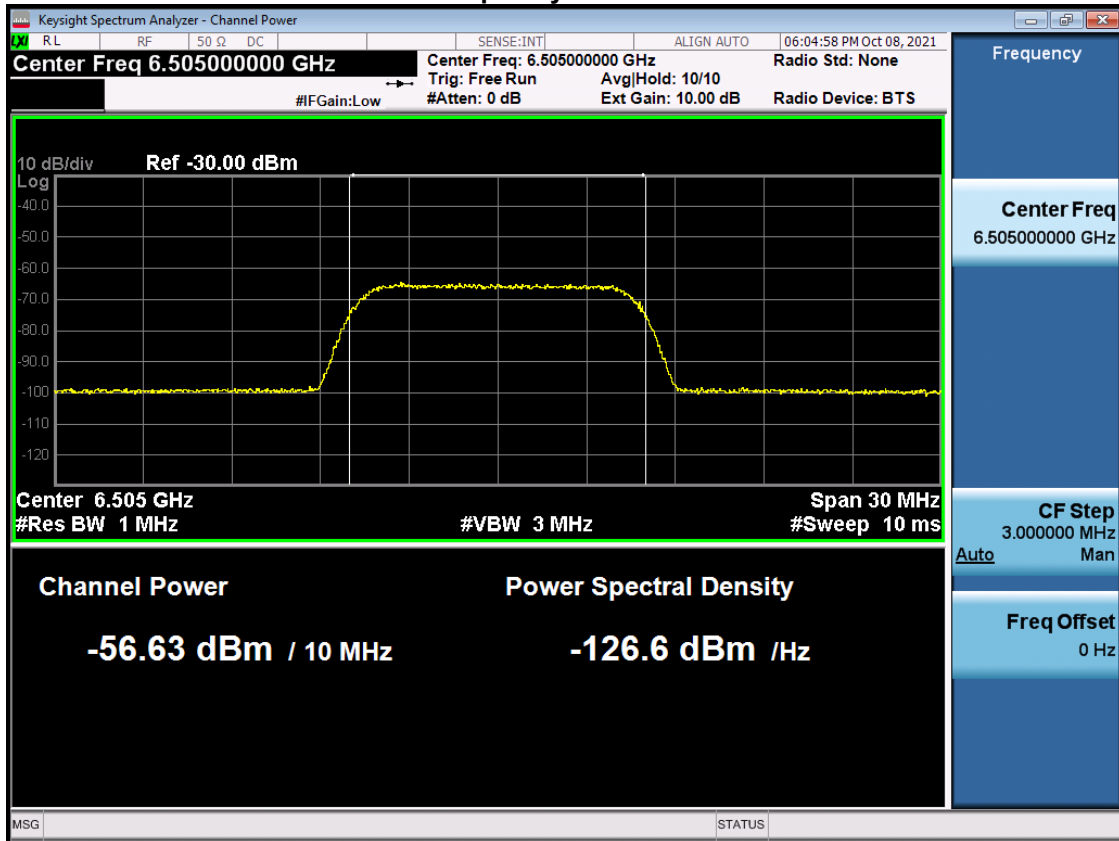 Keysight Spectrum Analyzer - Channel Power
LXI RL RF 50 Ω DC SENSE:INT ALIGN AUTO 06:04:58 PM Oct 08, 2021
Center Freq 6.505000000 GHz
Center Freq: 6.505000000 GHz Radio Std: None
Trig: Free Run Avg|Hold: 10/10
#IFGain:Low #Atten: 0 dB Ext Gain: 10.00 dB Radio Device: BTS
Frequency
10 dB/div Ref -30.00 dBm
Log
-40.0
-50.0
-60.0
-70.0
-80.0
-90.0
-100
-110
-120
Center 6.505 GHz Span 30 MHz
#Res BW 1 MHz #VBW 3 MHz #Sweep 10 ms
Channel Power Power Spectral Density
-56.63 dBm / 10 MHz -126.6 dBm /Hz
Center Freq
6.505000000 GHz
CF Step
3.000000 MHz
Auto Man
Freq Offset
0 Hz
MSG STATUS